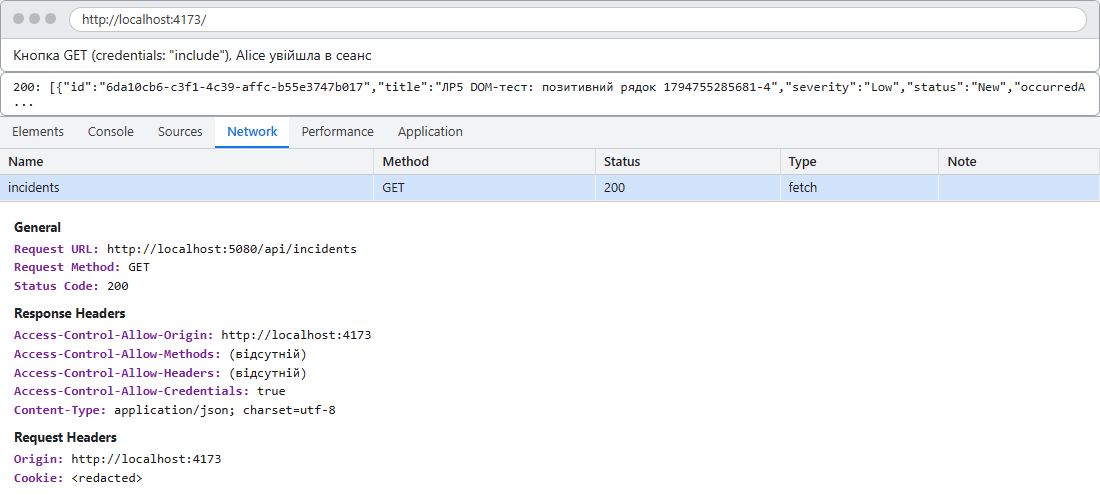 http://localhost:4173/
Кнопка GET (credentials: "include"), Alice увійшла в сеанс
200: [{"id":"6da10cb6-c3f1-4c39-affc-b55e3747b017","title":"ЛР5 DOM-тест: позитивний рядок 1794755285681-4","severity":"Low","status":"New","occurredA
...
Elements Console Sources Network Performance Application
Name Method Status Type Note
incidents GET 200 fetch
General
Request URL: http://localhost:5080/api/incidents
Request Method: GET
Status Code: 200
Response Headers
Access-Control-Allow-Origin: http://localhost:4173
Access-Control-Allow-Methods: (відсутній)
Access-Control-Allow-Headers: (відсутній)
Access-Control-Allow-Credentials: true
Content-Type: application/json; charset=utf-8
Request Headers
Origin: http://localhost:4173
Cookie: <redacted>